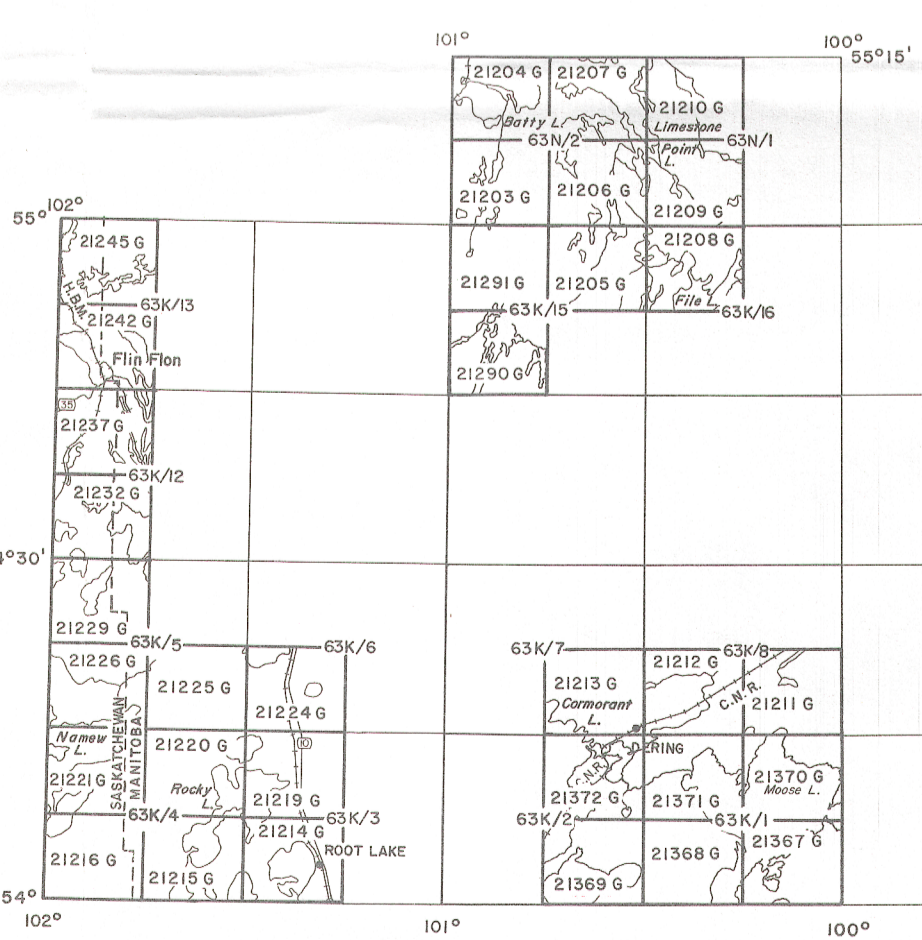 101°
100°
55°15'
21204 G
21207 G
21210 G
Batty L.
Limestone
Point
L.
63N/2
63N/1
21203 G
21206 G
21209 G
21208 G
21291 G
21205 G
File L.
63K/15
63K/16
21290 G
102°
55°
21245 G
H.B.M.
63K/13
21242 G
Flin Flon
35
21237 G
63K/12
21232 G
4°30'
21229 G
63K/5
63K/6
21226 G
21225 G
21224 G
SASKATCHEWAN
MANITOBA
Namew
L.
21220 G
10
21221 G
Rocky
L.
21219 G
63K/4
63K/3
21214 G
ROOT LAKE
21216 G
21215 G
54°
102°
63K/7
63K/8
21212 G
21213 G
C.N.R.
21211 G
Cormorant
L.
DERING
C.N.R.
21370 G
Moose L.
21372 G
21371 G
63K/2
63K/1
21367 G
21368 G
21369 G
101°
100°